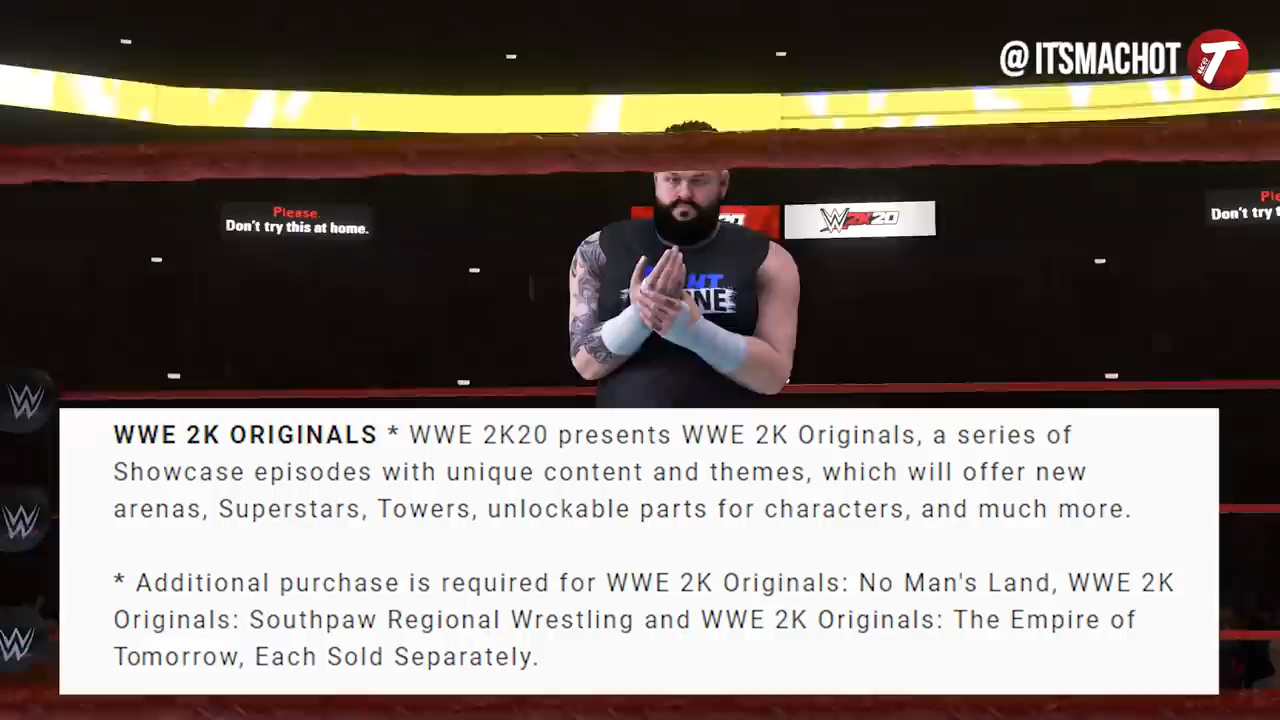 @ITSMACHOT
Please.
Don't try this at home.
W2K20
WWE 2K ORIGINALS * WWE 2K20 presents WWE 2K Originals, a series of
Showcase episodes with unique content and themes, which will offer new
arenas, Superstars, Towers, unlockable parts for characters, and much more.
* Additional purchase is required for WWE 2K Originals: No Man's Land, WWE 2K
Originals: Southpaw Regional Wrestling and WWE 2K Originals: The Empire of
Tomorrow, Each Sold Separately.